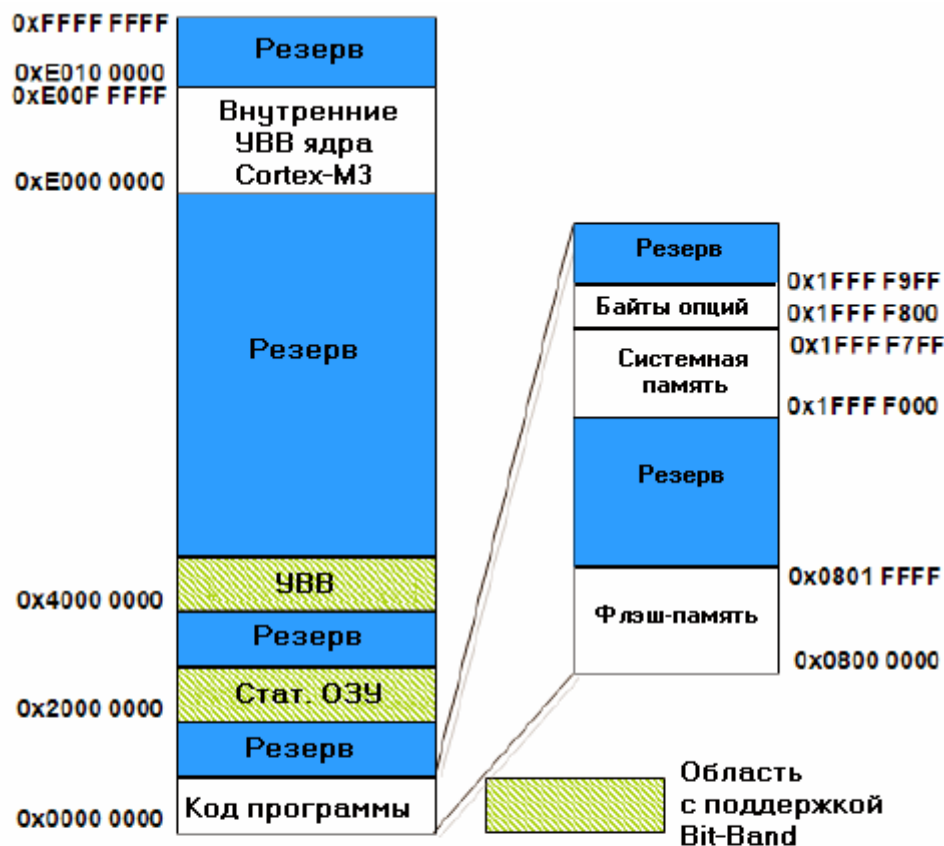 0xFFFF FFFF
Резерв
0xE010 0000
0xE00F FFFF
Внутренние
УВВ ядра
Cortex-M3
0xE000 0000
Резерв
УВВ
0x4000 0000
Резерв
Стат. ОЗУ
0x2000 0000
Резерв
Код программы
0x0000 0000
Резерв
0x1FFF F9FF
Байты опций
0x1FFF F800
0x1FFF F7FF
Системная
память
0x1FFF F000
Резерв
0x0801 FFFF
Флэш-память
0x0800 0000
Область
с поддержкой
Bit-Band